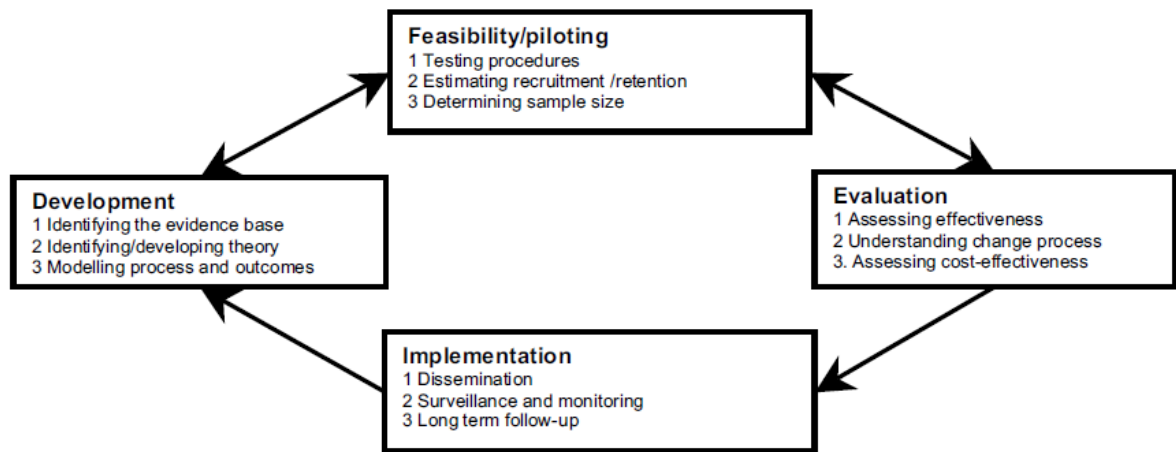 Feasibility/piloting
1 Testing procedures
2 Estimating recruitment /retention
3 Determining sample size
Development
1 Identifying the evidence base
2 Identifying/developing theory
3 Modelling process and outcomes
Evaluation
1 Assessing effectiveness
2 Understanding change process
3. Assessing cost-effectiveness
Implementation
1 Dissemination
2 Surveillance and monitoring
3 Long term follow-up